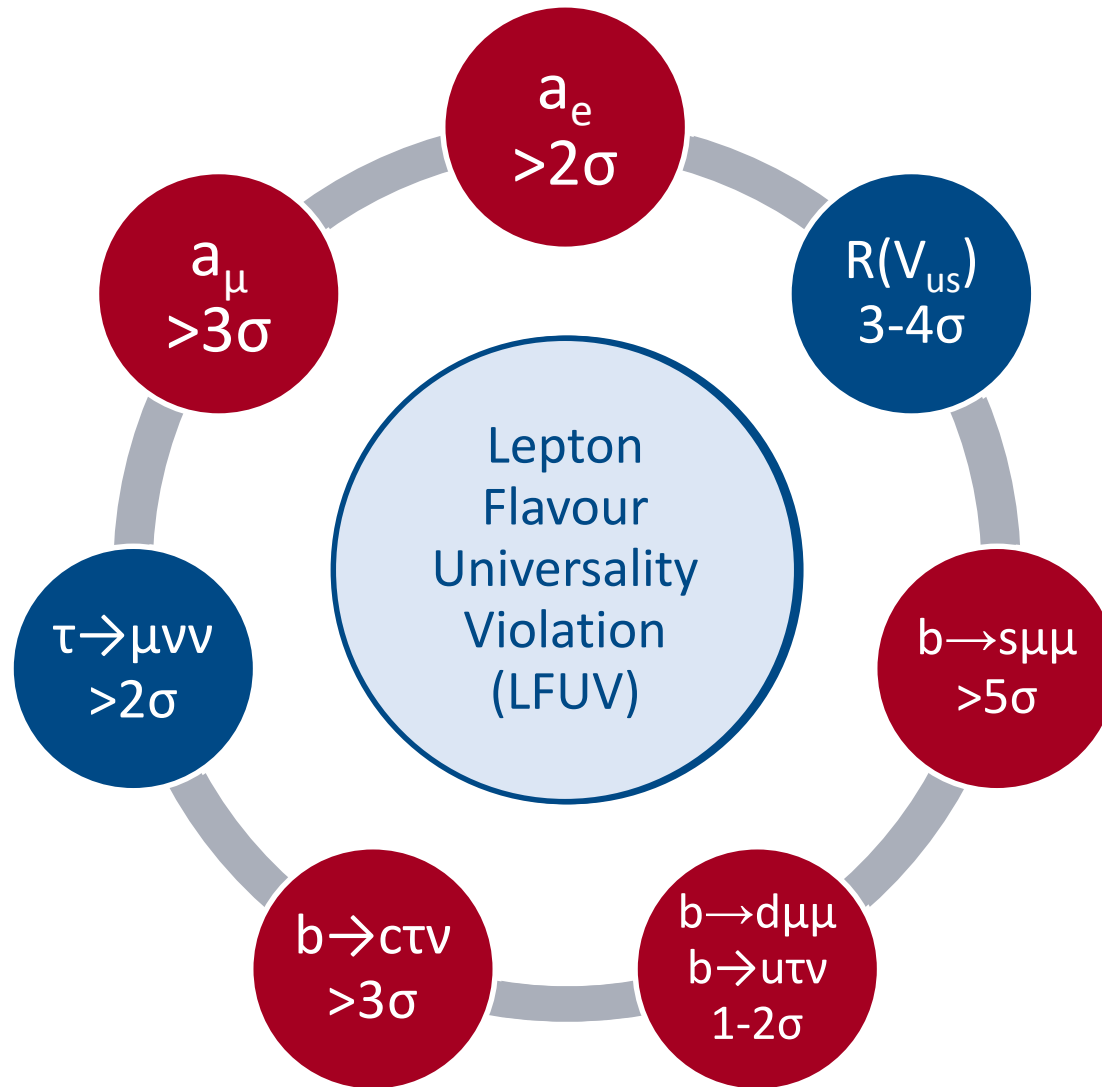 a_e
>2σ
R(V_us)
3-4σ
b→sμμ
>5σ
b→dμμ
b→uτν
1-2σ
b→cτν
>3σ
τ→μνν
>2σ
a_μ
>3σ
Lepton
Flavour
Universality
Violation
(LFUV)